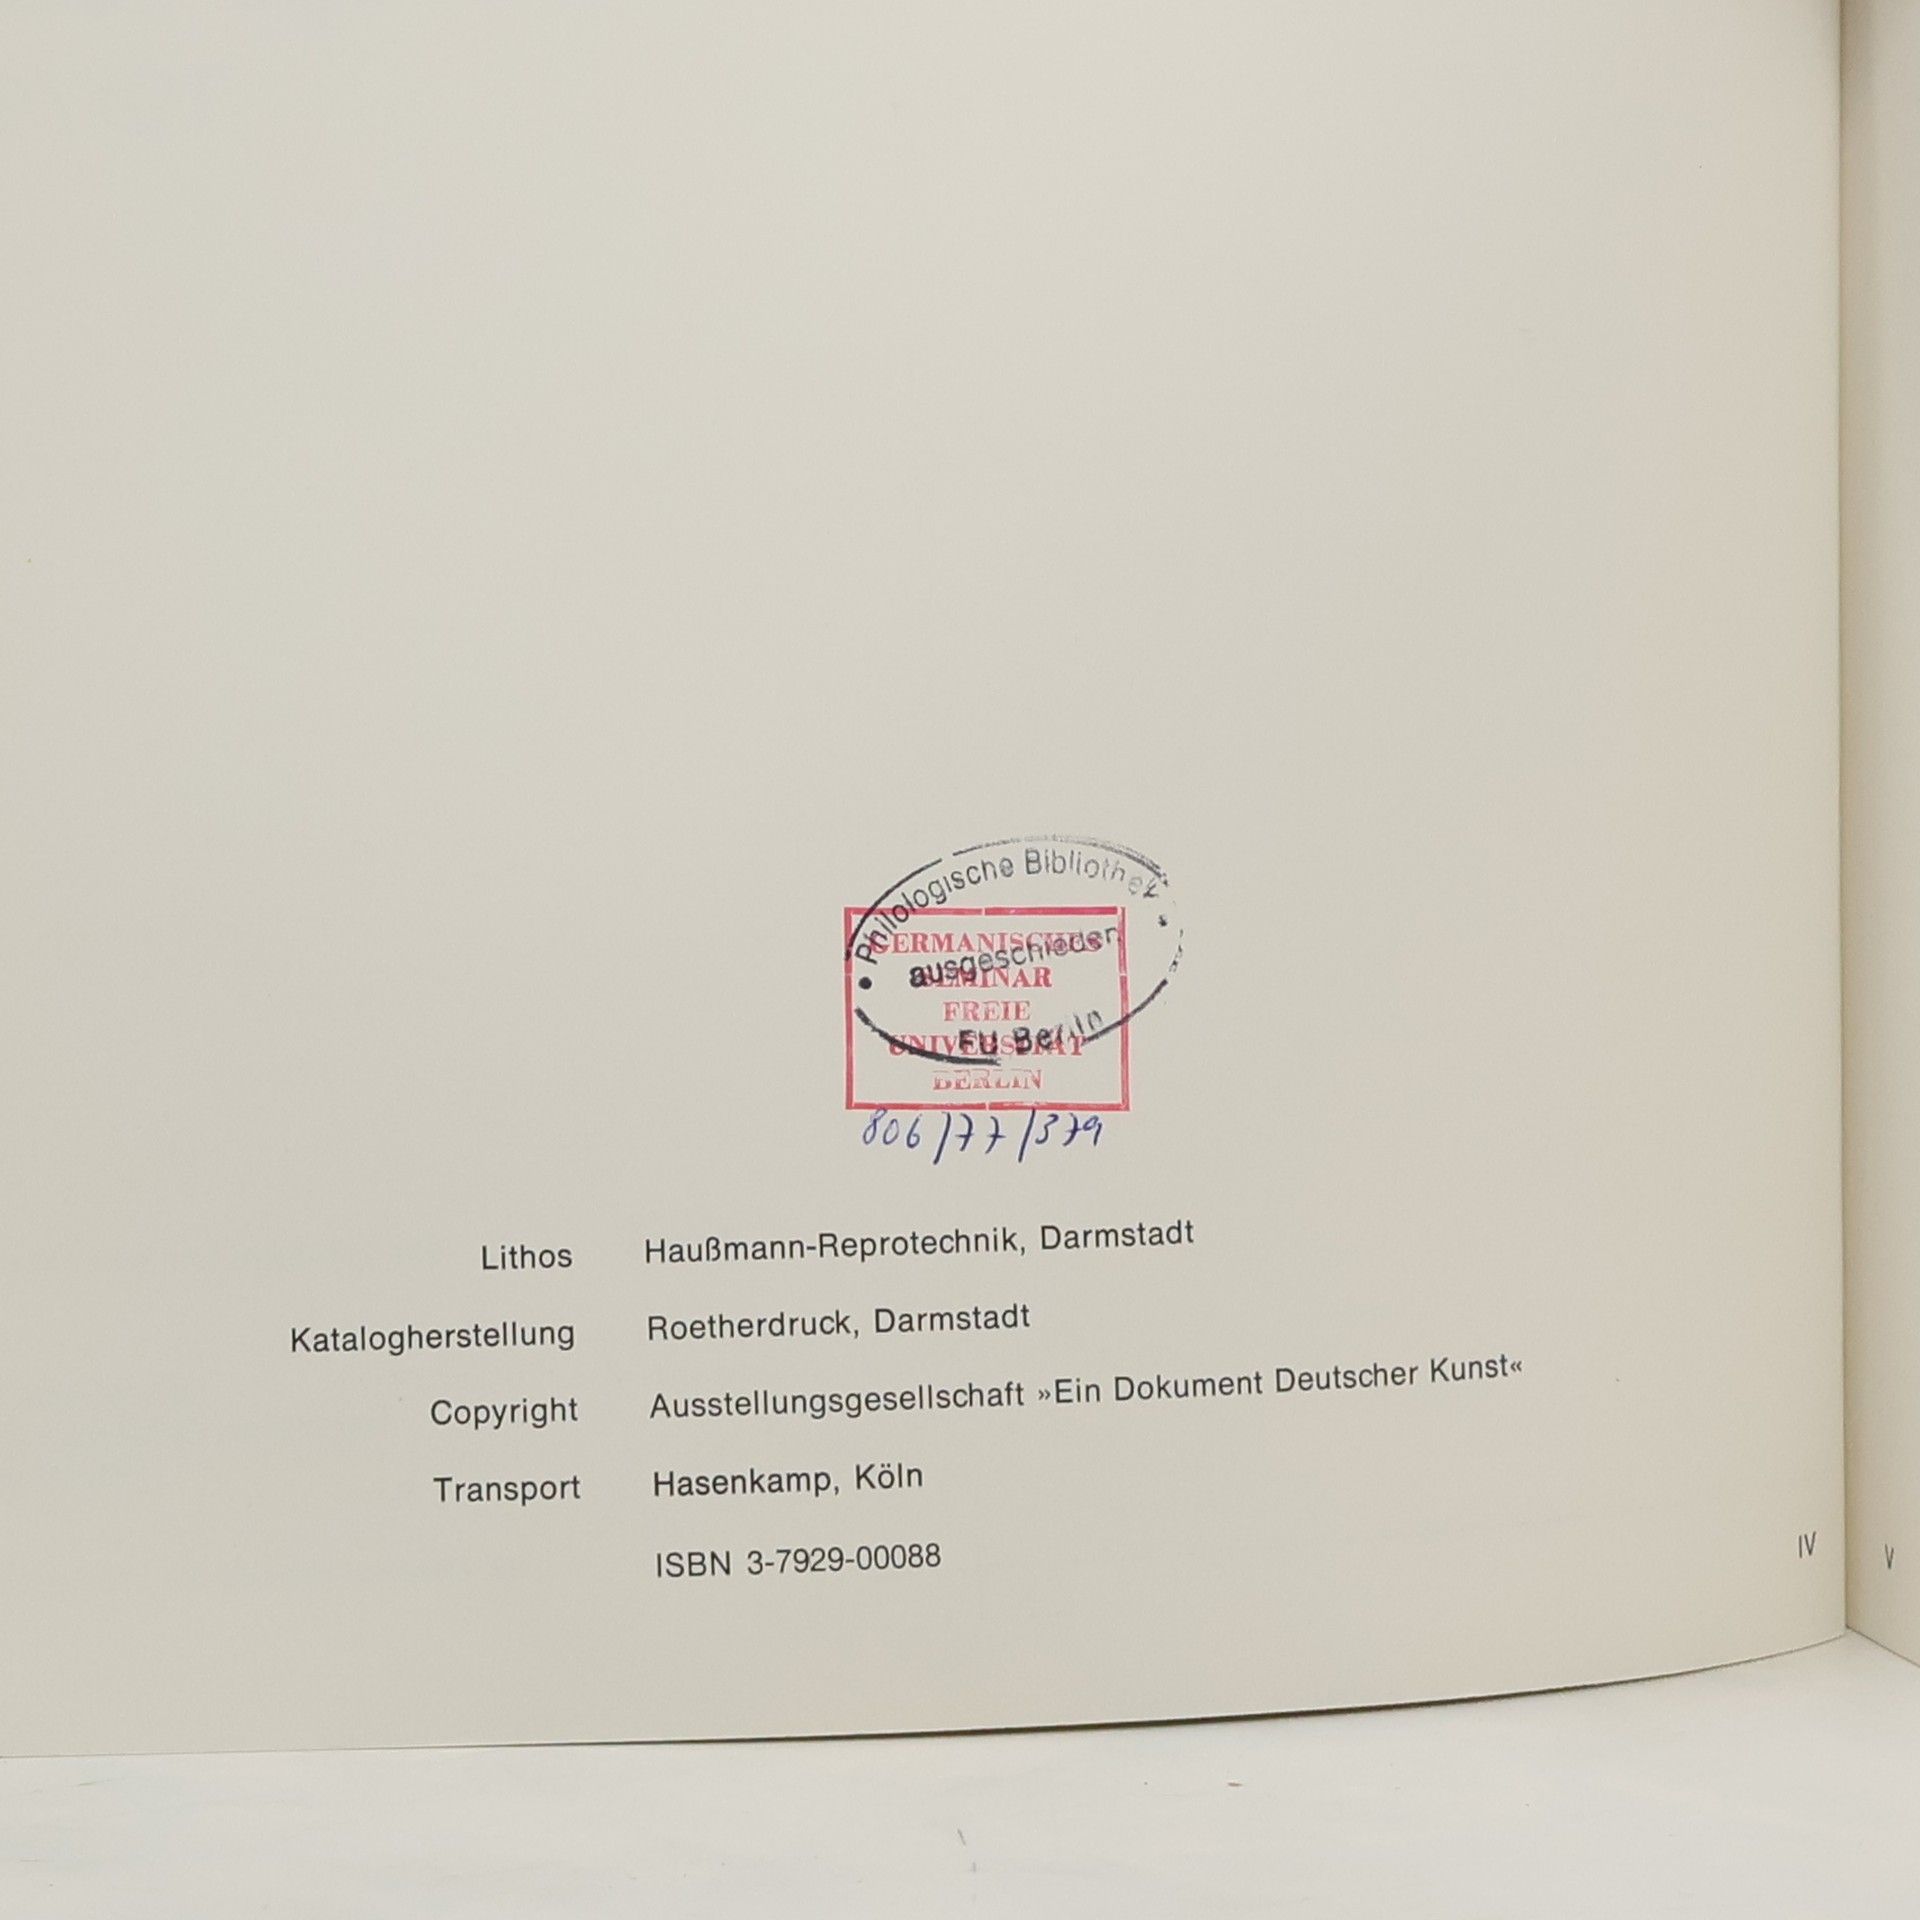 Philologische Bibliothek
ausgeschieden
FU Berlin
GERMANISCHES
SEMINAR
FREIE
UNIVERSITÄT
BERLIN
806/77/379
Lithos Haußmann-Reprotechnik, Darmstadt
Katalogherstellung Roetherdruck, Darmstadt
Copyright Ausstellungsgesellschaft »Ein Dokument Deutscher Kunst«
Transport Hasenkamp, Köln
ISBN 3-7929-00088
IV
V